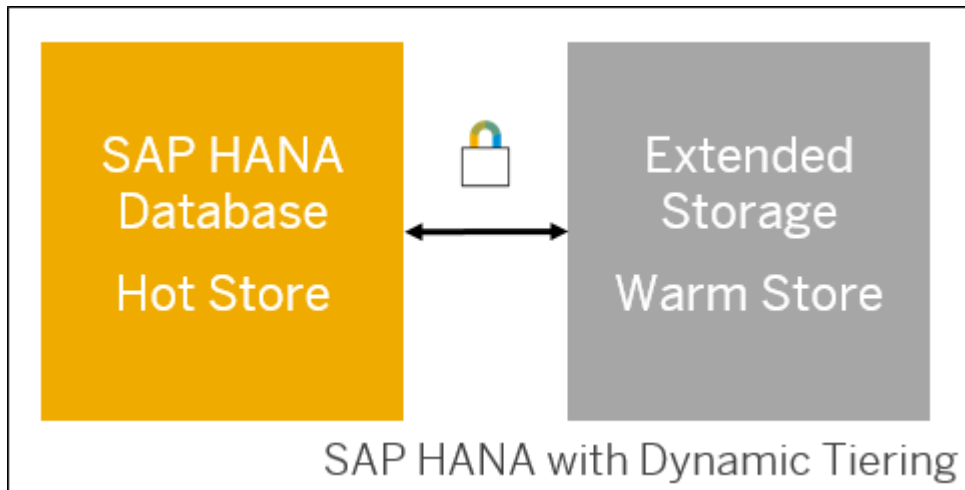 SAP HANA
Database
Hot Store
Extended
Storage
Warm Store
SAP HANA with Dynamic Tiering